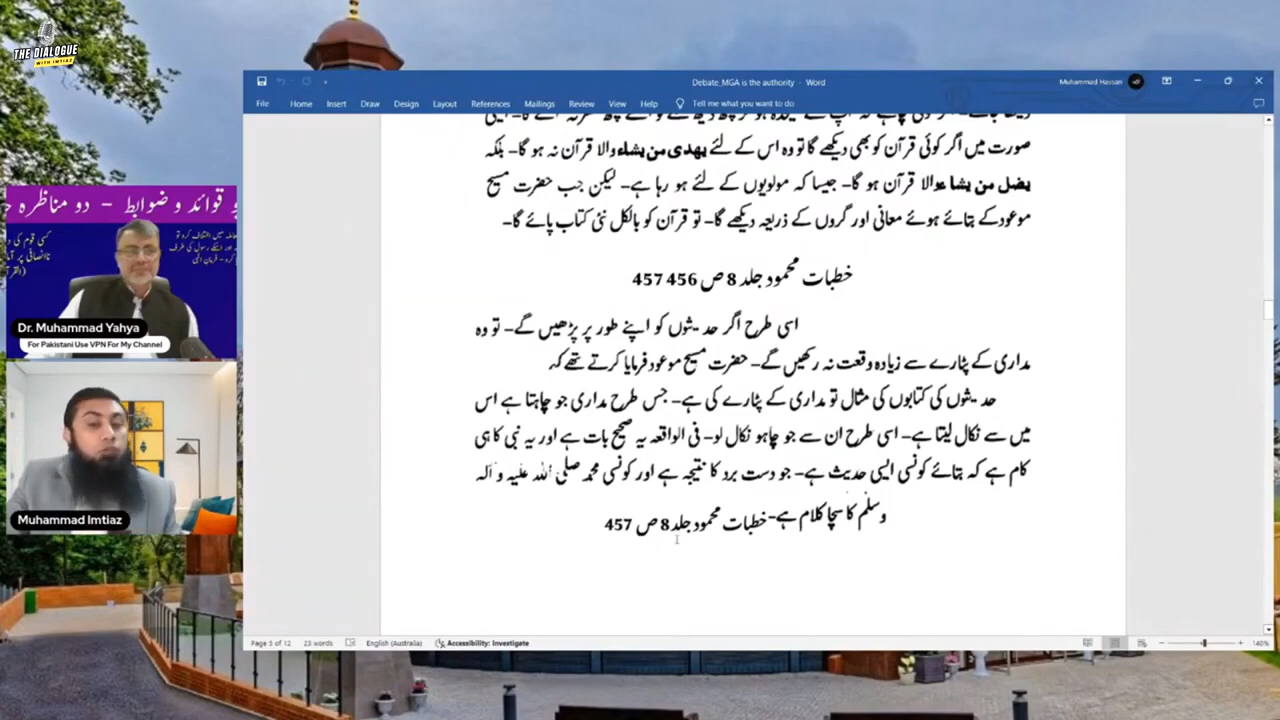 THE DIALOGUE
WITH IMTIAZ
Debate_MGA is the authority - Word
Muhammad Hassan
File Home Insert Draw Design Layout References Mailings Review View Help Tell me what you want to do
صورت میں اگر کوئی قرآن کو بھی دیکھے گا تو وہ اس کے لئے یهدی من یشاء والا قرآن نہ ہو گا۔ بلکہ
یضل من یشاء والا قرآن ہو گا۔ جیسا کہ مولویوں کے لئے ہو رہا ہے۔ لیکن جب حضرت مسیح
موعود کے بتائے ہوئے معانی اور گروں کے ذریعہ دیکھے گا۔ تو قرآن کو بالکل نئی کتاب پائے گا۔
خطبات محمود جلد 8 ص 456 457
اسی طرح اگر حدیثوں کو اپنے طور پر پڑھیں گے۔ تو وہ
مداری کے پٹارے سے زیادہ وقعت نہ رکھیں گے۔ حضرت مسیح موعود فرمایا کرتے تھے کہ
حدیثوں کی کتابوں کی مثال تو مداری کے پٹارے کی ہے۔ جس طرح مداری جو چاہتا ہے اس
میں سے نکال لیتا ہے۔ اسی طرح ان سے جو چاہو نکال لو۔ فی الواقعہ یہ صحیح بات ہے اور یہ نبی کا ہی
کام ہے کہ بتائے کونسی ایسی حدیث ہے۔ جو دست برد کا نتیجہ ہے اور کونسی محمد صلی اللہ علیہ و آلہ
وسلم کا سچا کلام ہے۔ خطبات محمود جلد 8 ص 457
و قوائد و ضوابط - دو مناظرہ
Dr. Muhammad Yahya
For Pakistani Use VPN For My Channel
Muhammad Imtiaz
Page 5 of 12 23 words English (Australia) Accessibility: Investigate 140%